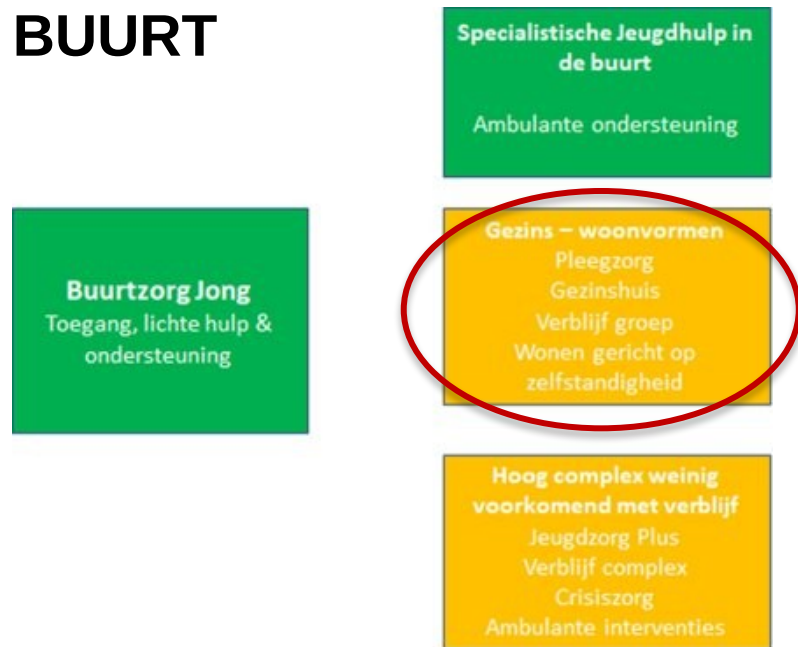 BUURT
Specialistische Jeugdhulp in
de buurt
Ambulante ondersteuning
Buurtzorg Jong
Toegang, lichte hulp &
ondersteuning
Gezins – woonvormen
Pleegzorg
Gezinshuis
Verblijf groep
Wonen gericht op
zelfstandigheid
Hoog complex weinig
voorkomend met verblijf
Jeugdzorg Plus
Verblijf complex
Crisiszorg
Ambulante interventies